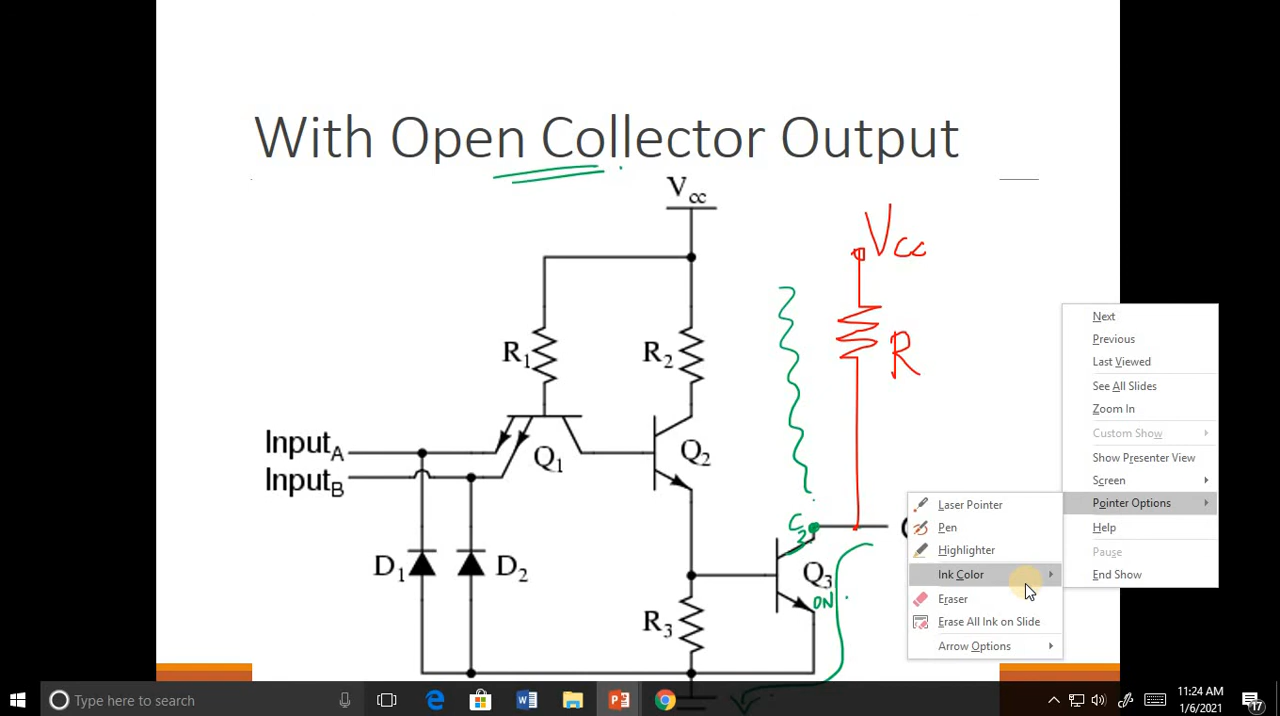 With Open Collector Output
Vcc
Vcc
R1
R2
R
InputA
InputB
Q1
Q2
C
D1
D2
Q3
ON
R3
Next
Previous
Last Viewed
See All Slides
Zoom In
Custom Show
Show Presenter View
Screen
Pointer Options
Help
Pause
End Show
Laser Pointer
Pen
Highlighter
Ink Color
Eraser
Erase All Ink on Slide
Arrow Options
Type here to search
11:24 AM
1/6/2021
17